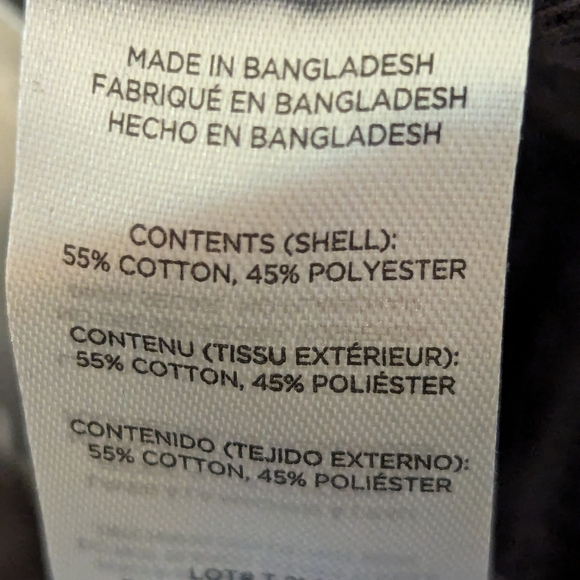 MADE IN BANGLADESH
FABRIQUÉ EN BANGLADESH
HECHO EN BANGLADESH
CONTENTS (SHELL):
55% COTTON, 45% POLYESTER
CONTENU (TISSU EXTÉRIEUR):
55% COTTON, 45% POLIÉSTER
CONTENIDO (TEJIDO EXTERNO):
55% COTTON, 45% POLIÉSTER